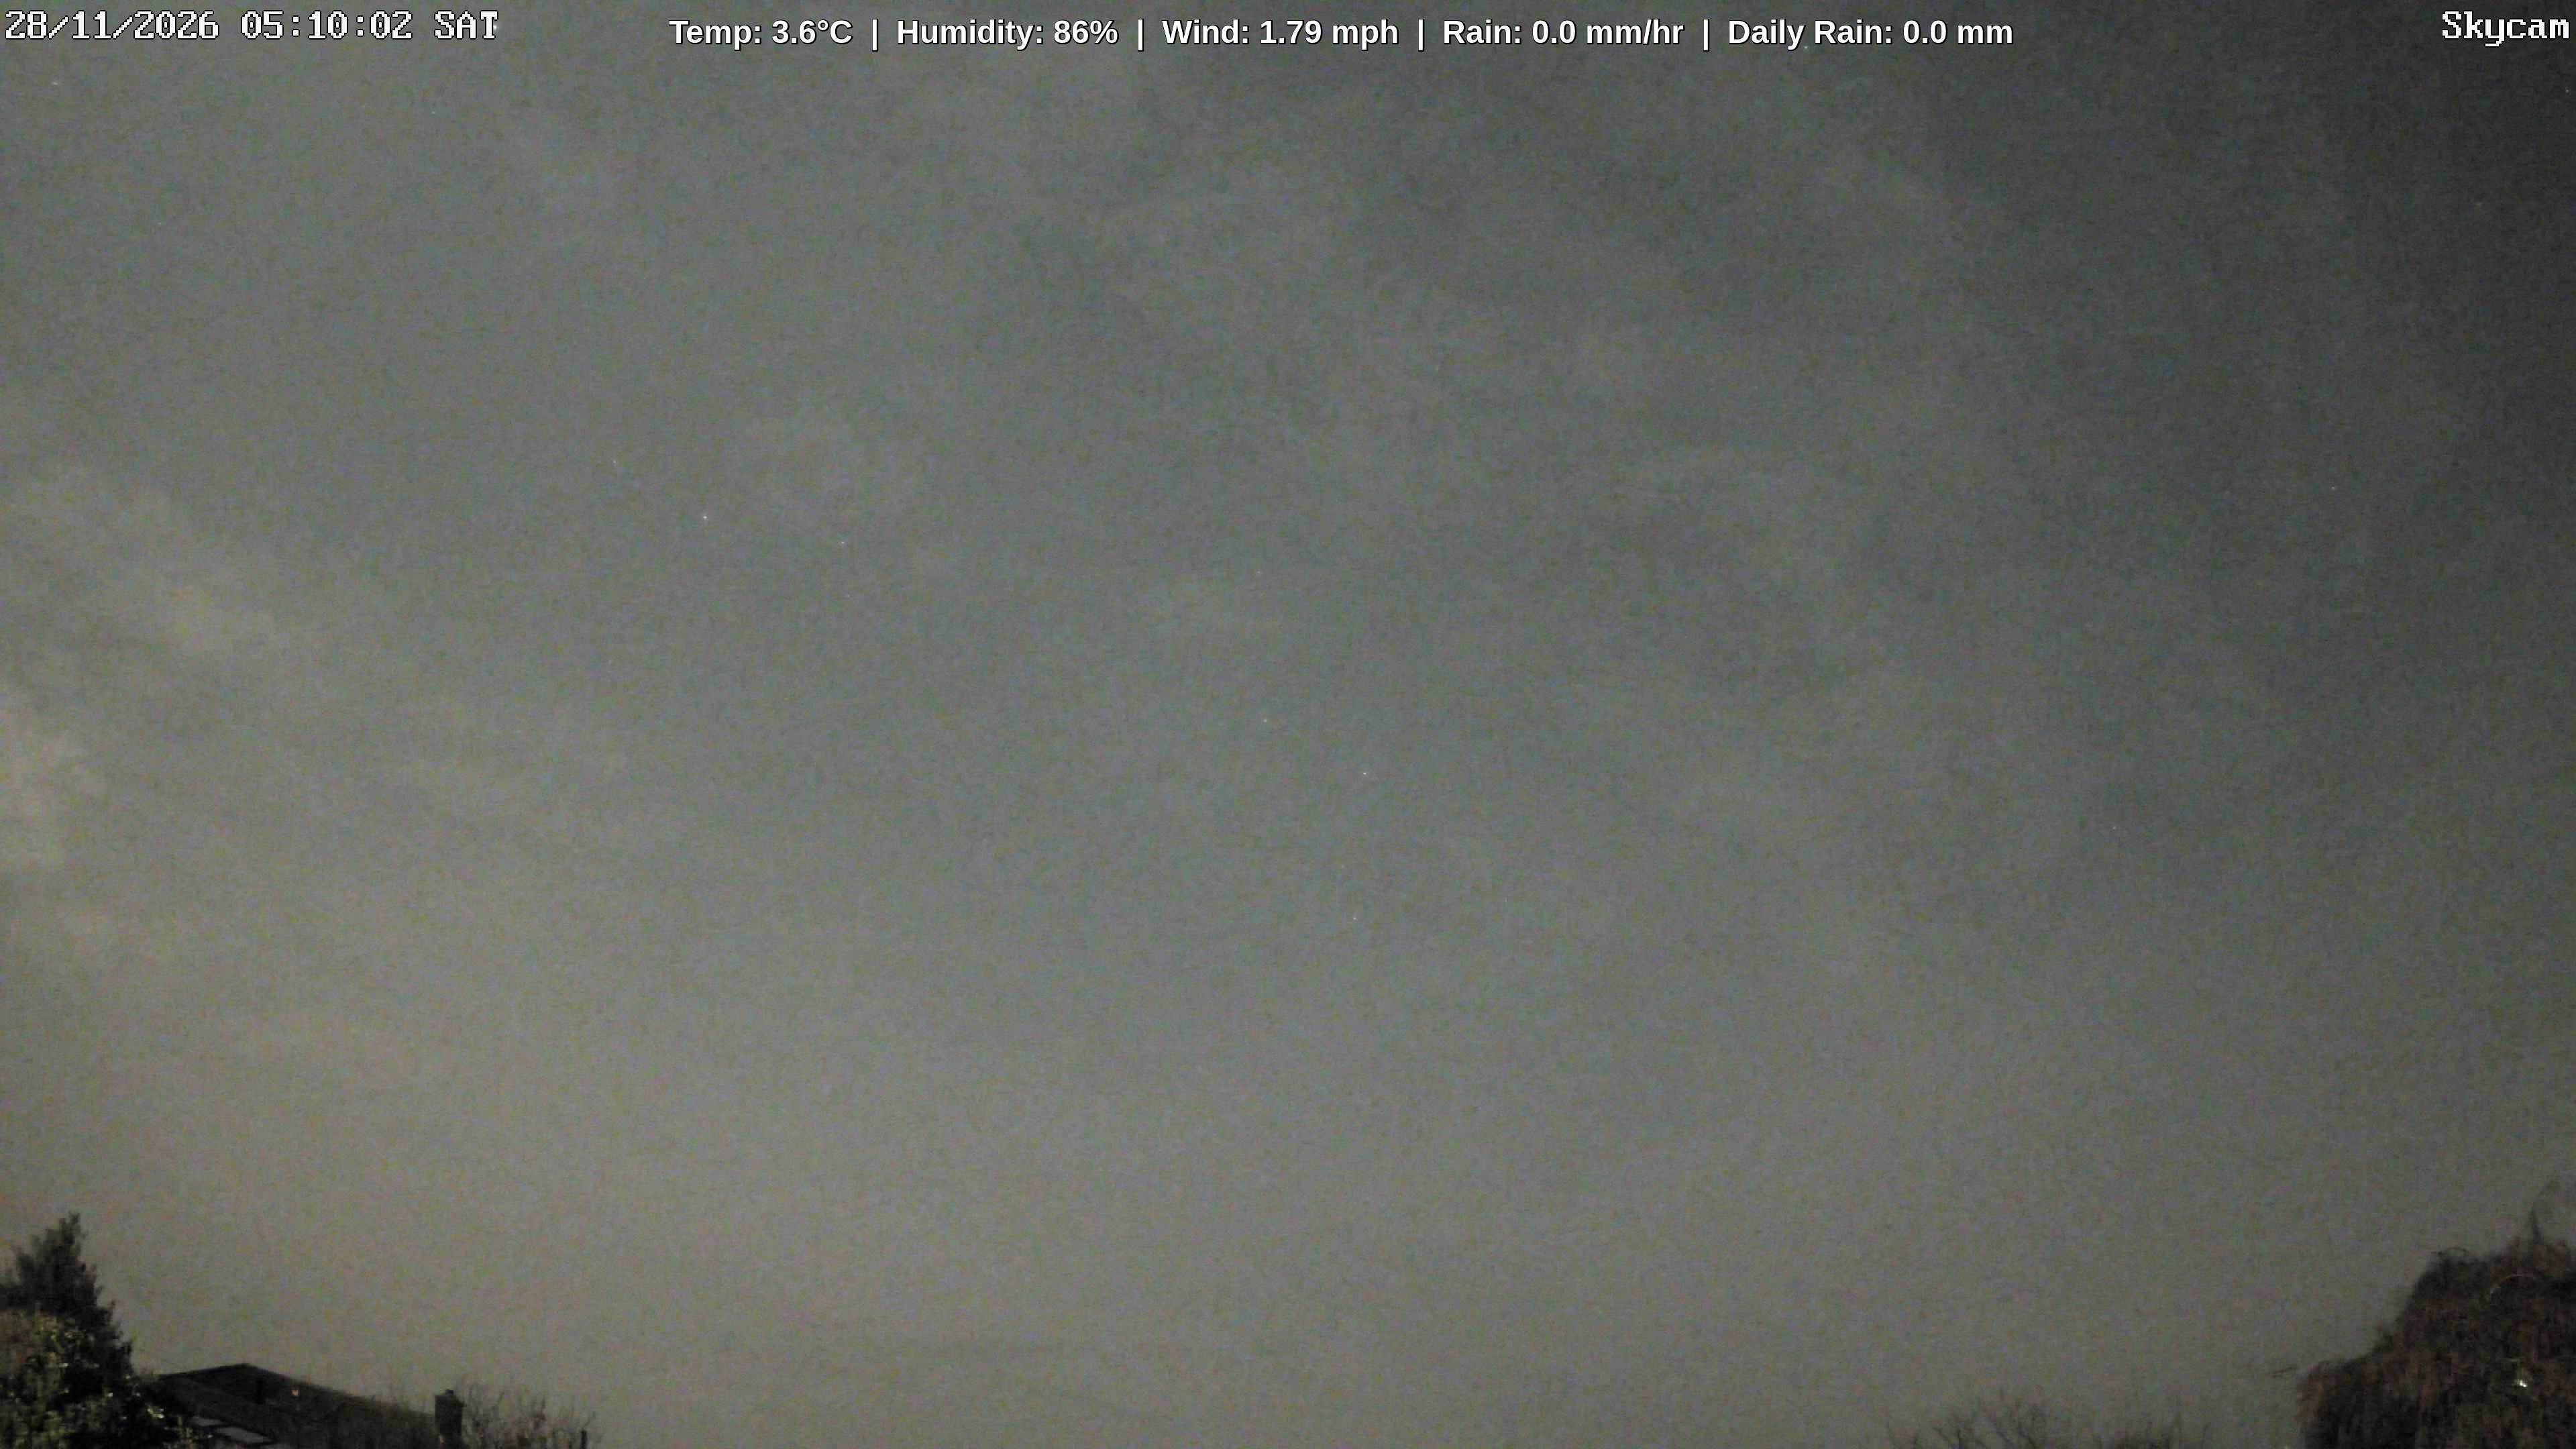 28/11/2026 05:10:02 SAT
Temp: 3.6°C | Humidity: 86% | Wind: 1.79 mph | Rain: 0.0 mm/hr | Daily Rain: 0.0 mm
Skycam